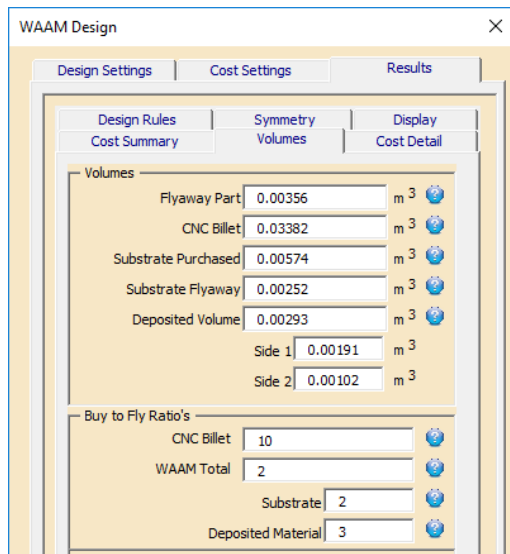 WAAM Design
Design Settings Cost Settings Results
Design Rules Symmetry Display
Cost Summary Volumes Cost Detail
Volumes
Flyaway Part 0.00356 m 3
CNC Billet 0.03382 m 3
Substrate Purchased 0.00574 m 3
Substrate Flyaway 0.00252 m 3
Deposited Volume 0.00293 m 3
Side 1 0.00191 m 3
Side 2 0.00102 m 3
Buy to Fly Ratio's
CNC Billet 10
WAAM Total 2
Substrate 2
Deposited Material 3